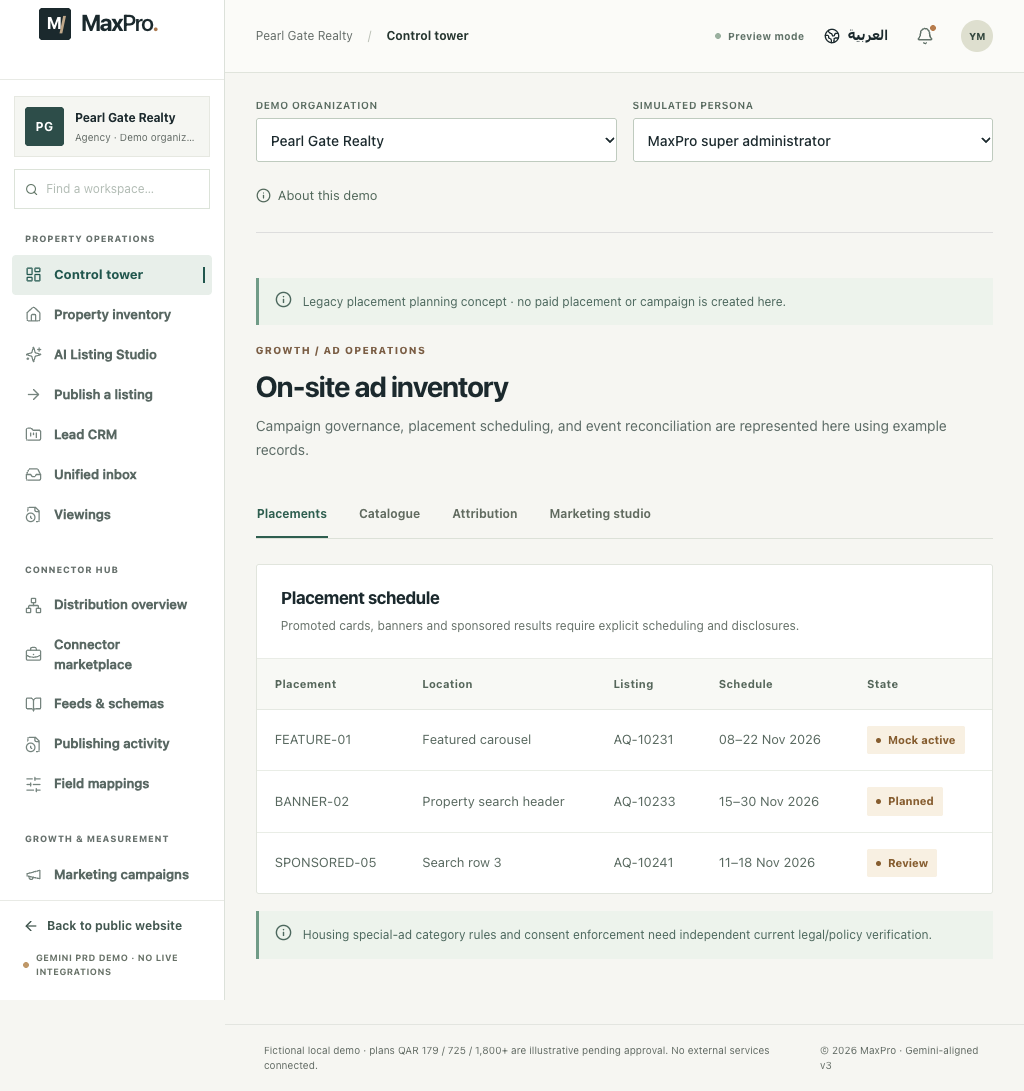 M/ MaxPro.
PG
Pearl Gate Realty
Agency · Demo organiz...
Find a workspace...
PROPERTY OPERATIONS
Control tower
Property inventory
AI Listing Studio
Publish a listing
Lead CRM
Unified inbox
Viewings
CONNECTOR HUB
Distribution overview
Connector
marketplace
Feeds & schemas
Publishing activity
Field mappings
GROWTH & MEASUREMENT
Marketing campaigns
Back to public website
GEMINI PRD DEMO · NO LIVE
INTEGRATIONS
Pearl Gate Realty / Control tower
Preview mode
العربية
YM
DEMO ORGANIZATION
Pearl Gate Realty
SIMULATED PERSONA
MaxPro super administrator
About this demo
Legacy placement planning concept · no paid placement or campaign is created here.
GROWTH / AD OPERATIONS
On-site ad inventory
Campaign governance, placement scheduling, and event reconciliation are represented here using example
records.
Placements Catalogue Attribution Marketing studio
Placement schedule
Promoted cards, banners and sponsored results require explicit scheduling and disclosures.
Placement Location Listing Schedule State
FEATURE-01 Featured carousel AQ-10231 08–22 Nov 2026 Mock active
BANNER-02 Property search header AQ-10233 15–30 Nov 2026 Planned
SPONSORED-05 Search row 3 AQ-10241 11–18 Nov 2026 Review
Housing special-ad category rules and consent enforcement need independent current legal/policy verification.
Fictional local demo · plans QAR 179 / 725 / 1,800+ are illustrative pending approval. No external services
connected.
© 2026 MaxPro · Gemini-aligned
v3